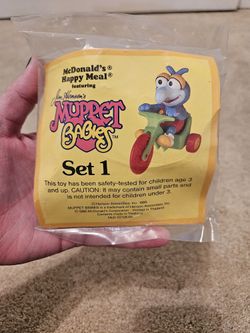 McDonald's®
Happy Meal®
featuring
Jim Henson's
MUPPET
BABIES™
Set 1
This toy has been safety-tested for children age 3
and up. CAUTION: it may contain small parts and
is not intended for children under 3.